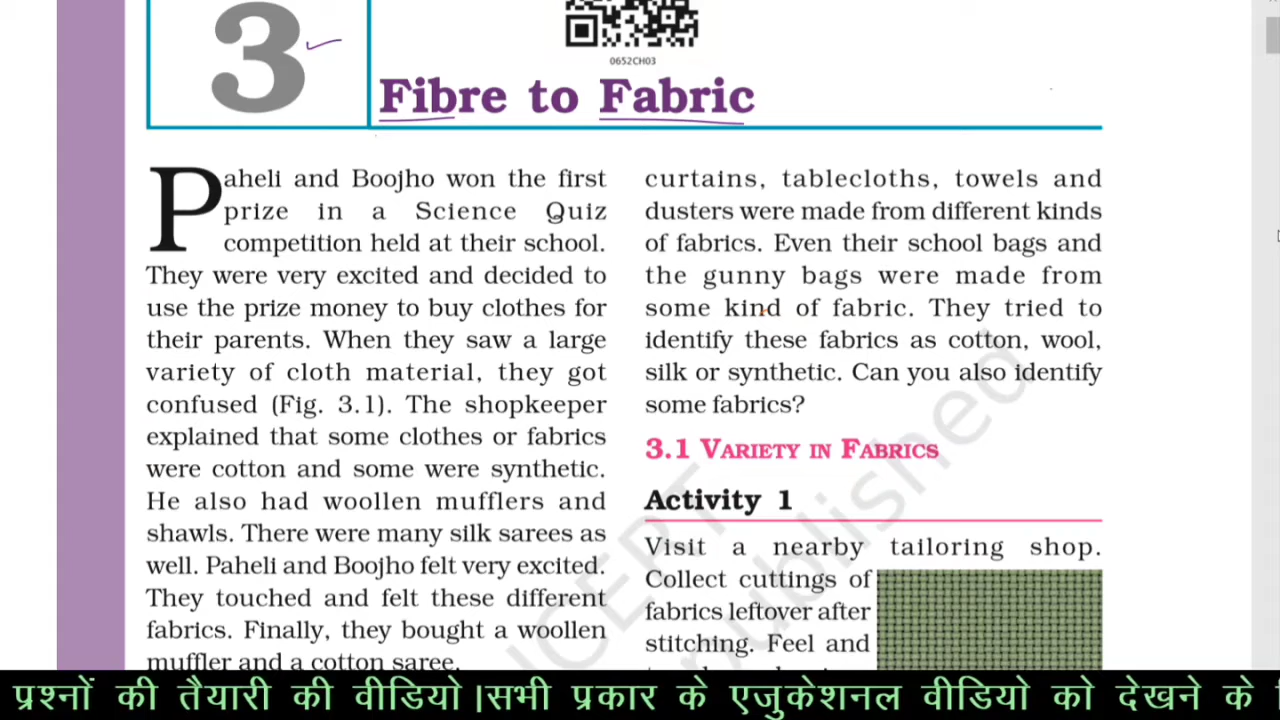 3
0652CH03
Fibre to Fabric
Paheli and Boojho won the first
prize in a Science Quiz
competition held at their school.
They were very excited and decided to
use the prize money to buy clothes for
their parents. When they saw a large
variety of cloth material, they got
confused (Fig. 3.1). The shopkeeper
explained that some clothes or fabrics
were cotton and some were synthetic.
He also had woollen mufflers and
shawls. There were many silk sarees as
well. Paheli and Boojho felt very excited.
They touched and felt these different
fabrics. Finally, they bought a woollen
muffler and a cotton saree.
curtains, tablecloths, towels and
dusters were made from different kinds
of fabrics. Even their school bags and
the gunny bags were made from
some kind of fabric. They tried to
identify these fabrics as cotton, wool,
silk or synthetic. Can you also identify
some fabrics?
3.1 VARIETY IN FABRICS
Activity 1
Visit a nearby tailoring shop.
Collect cuttings of
fabrics leftover after
stitching. Feel and
NCERT
published
प्रश्नों की तैयारी की वीडियो।सभी प्रकार के एजुकेशनल वीडियो को देखने के